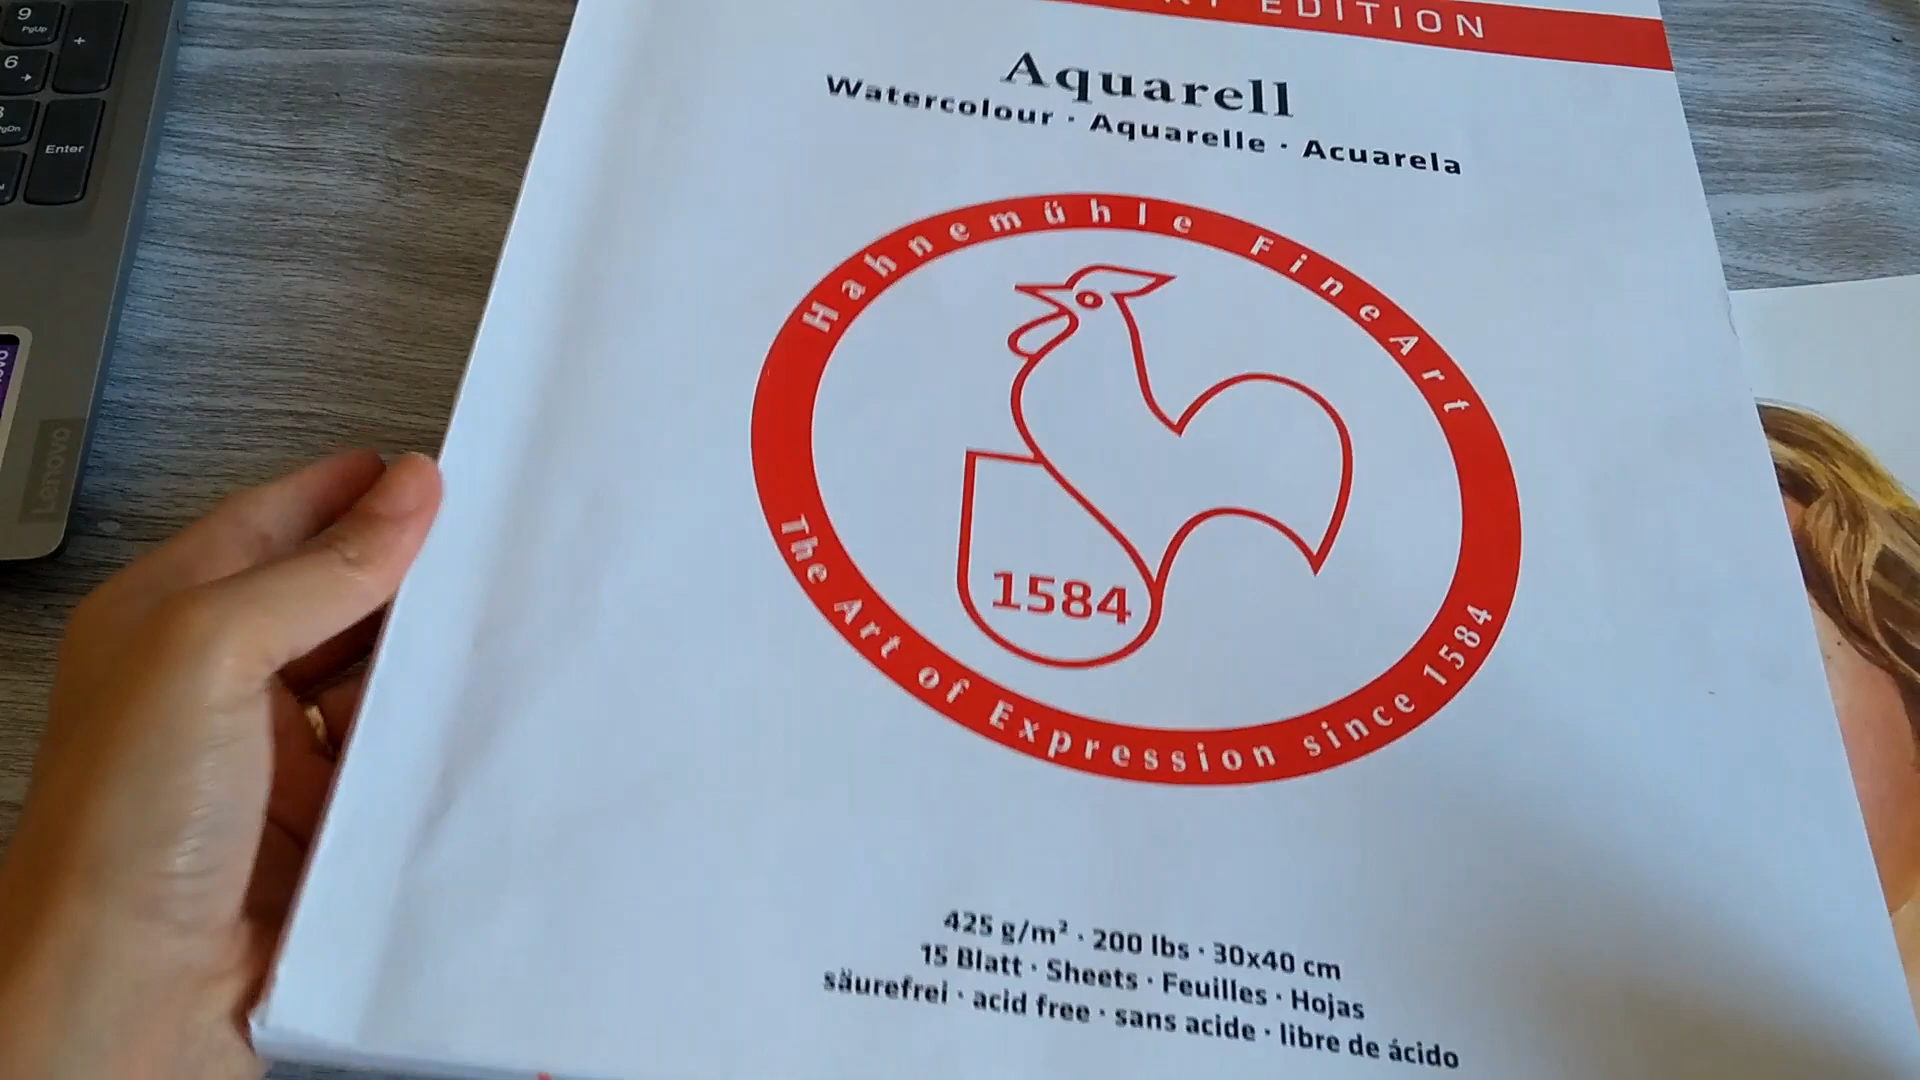 EDITION
Aquarell
Watercolour · Aquarelle · Acuarela
Hahnemühle FineArt
1584
The Art of Expression since 1584
425 g/m² · 200 lbs · 30x40 cm
15 Blatt · Sheets · Feuilles · Hojas
säurefrei · acid free · sans acide · libre de ácido
9
PgUp
+
6
Enter
Lenovo